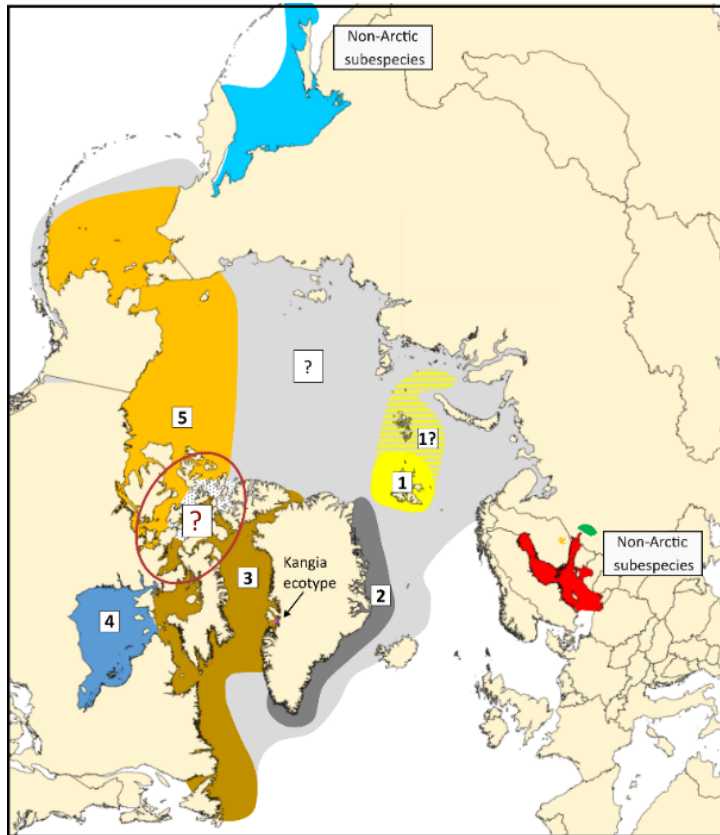 Non-Arctic
subespecies
?
5
1?
1
?
Non-Arctic
subespecies
Kangia
ecotype
3
2
4